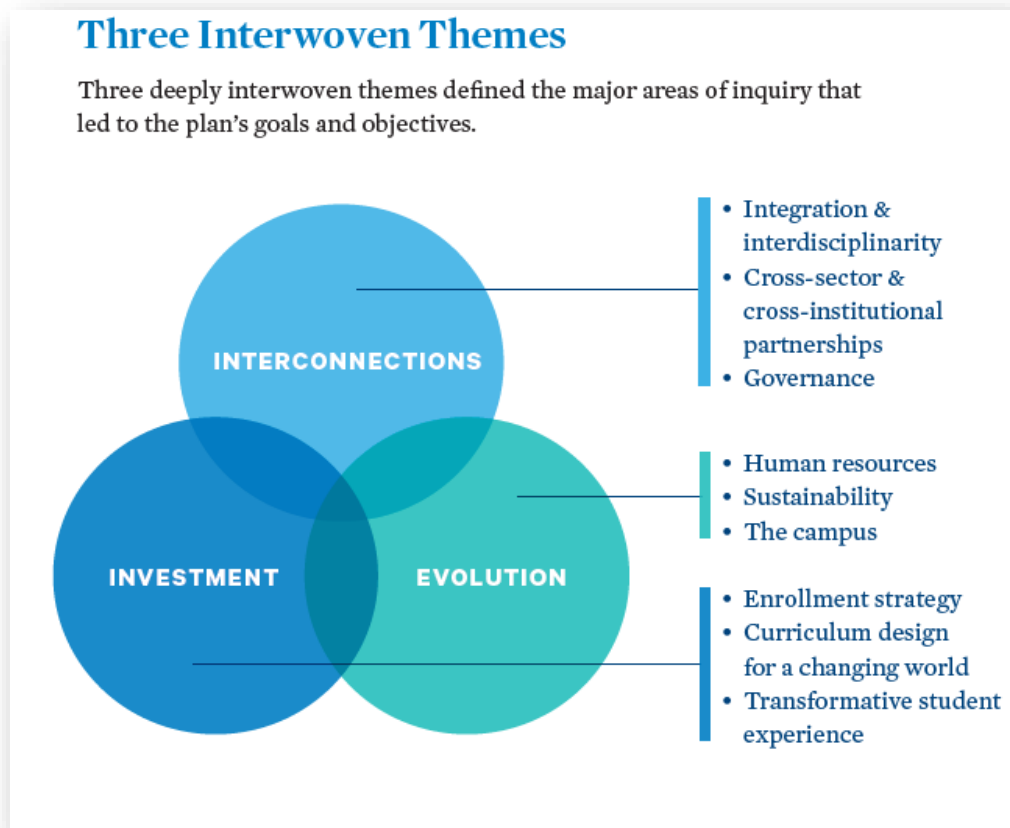 Three Interwoven Themes
Three deeply interwoven themes defined the major areas of inquiry that
led to the plan's goals and objectives.
INTERCONNECTIONS
INVESTMENT
EVOLUTION
• Integration &
interdisciplinarity
• Cross-sector &
cross-institutional
partnerships
• Governance
• Human resources
• Sustainability
• The campus
• Enrollment strategy
• Curriculum design
for a changing world
• Transformative student
experience